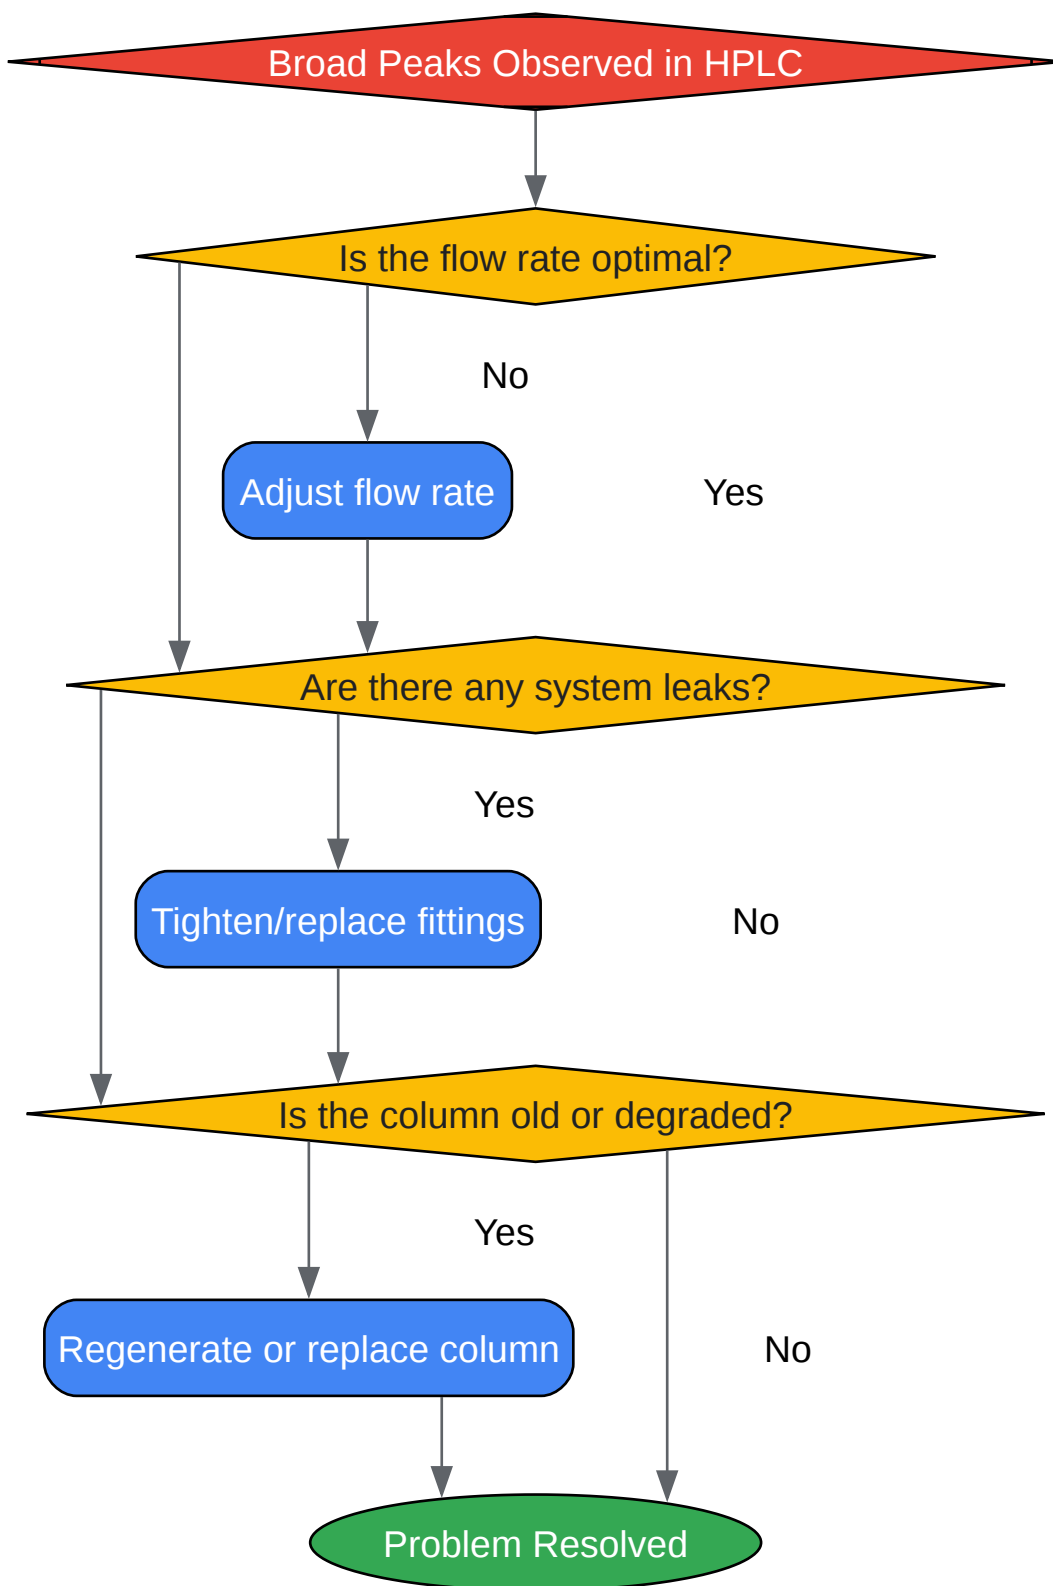 Broad Peaks Observed in HPLC
Is the flow rate optimal?
No
Adjust flow rate
Yes
Are there any system leaks?
Yes
Tighten/replace fittings
No
Is the column old or degraded?
Yes
Regenerate or replace column
No
Problem Resolved